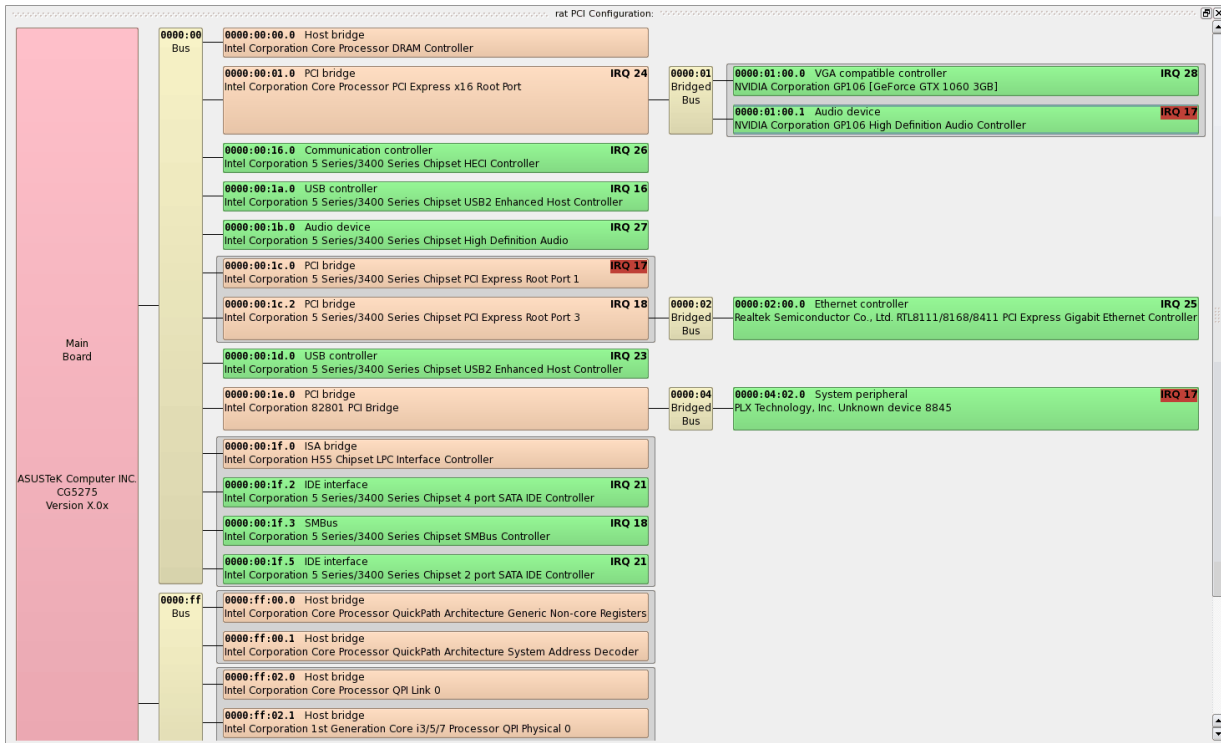 rat PCI Configuration:
Main
Board
ASUSTeK Computer INC.
CG5275
Version X.0x
0000:00
Bus
0000:00:00.0 Host bridge
Intel Corporation Core Processor DRAM Controller
0000:00:01.0 PCI bridge IRQ 24
Intel Corporation Core Processor PCI Express x16 Root Port
0000:01
Bridged
Bus
0000:01:00.0 VGA compatible controller IRQ 28
NVIDIA Corporation GP106 [GeForce GTX 1060 3GB]
0000:01:00.1 Audio device IRQ 17
NVIDIA Corporation GP106 High Definition Audio Controller
0000:00:16.0 Communication controller IRQ 26
Intel Corporation 5 Series/3400 Series Chipset HECI Controller
0000:00:1a.0 USB controller IRQ 16
Intel Corporation 5 Series/3400 Series Chipset USB2 Enhanced Host Controller
0000:00:1b.0 Audio device IRQ 27
Intel Corporation 5 Series/3400 Series Chipset High Definition Audio
0000:00:1c.0 PCI bridge IRQ 17
Intel Corporation 5 Series/3400 Series Chipset PCI Express Root Port 1
0000:00:1c.2 PCI bridge IRQ 18
Intel Corporation 5 Series/3400 Series Chipset PCI Express Root Port 3
0000:02
Bridged
Bus
0000:02:00.0 Ethernet controller IRQ 25
Realtek Semiconductor Co., Ltd. RTL8111/8168/8411 PCI Express Gigabit Ethernet Controller
0000:00:1d.0 USB controller IRQ 23
Intel Corporation 5 Series/3400 Series Chipset USB2 Enhanced Host Controller
0000:00:1e.0 PCI bridge
Intel Corporation 82801 PCI Bridge
0000:04
Bridged
Bus
0000:04:02.0 System peripheral IRQ 17
PLX Technology, Inc. Unknown device 8845
0000:00:1f.0 ISA bridge
Intel Corporation H55 Chipset LPC Interface Controller
0000:00:1f.2 IDE interface IRQ 21
Intel Corporation 5 Series/3400 Series Chipset 4 port SATA IDE Controller
0000:00:1f.3 SMBus IRQ 18
Intel Corporation 5 Series/3400 Series Chipset SMBus Controller
0000:00:1f.5 IDE interface IRQ 21
Intel Corporation 5 Series/3400 Series Chipset 2 port SATA IDE Controller
0000:ff
Bus
0000:ff:00.0 Host bridge
Intel Corporation Core Processor QuickPath Architecture Generic Non-core Registers
0000:ff:00.1 Host bridge
Intel Corporation Core Processor QuickPath Architecture System Address Decoder
0000:ff:02.0 Host bridge
Intel Corporation Core Processor QPI Link 0
0000:ff:02.1 Host bridge
Intel Corporation 1st Generation Core i3/5/7 Processor QPI Physical 0